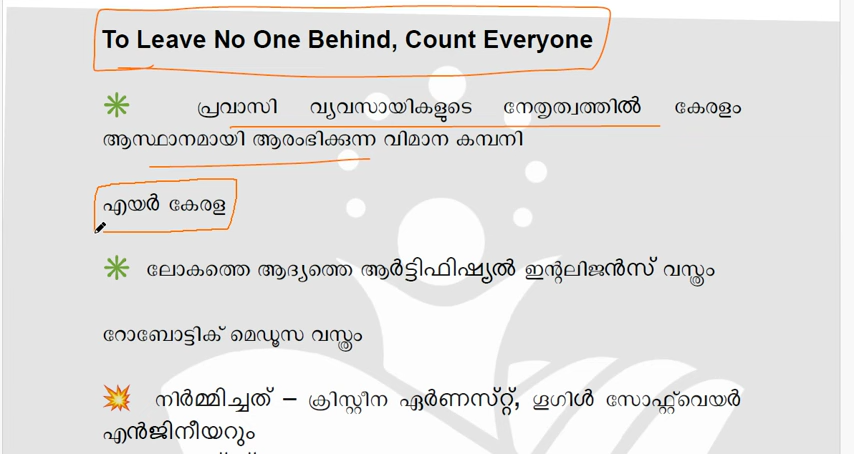 To Leave No One Behind, Count Everyone
പ്രവാസി വ്യവസായികളുടെ നേതൃത്വത്തിൽ കേരളം
ആസ്ഥാനമായി ആരംഭിക്കുന്ന വിമാന കമ്പനി
എയർ കേരള
ലോകത്തെ ആദ്യത്തെ ആർട്ടിഫിഷ്യൽ ഇന്റലിജൻസ് വസ്ത്രം
റോബോട്ടിക് മെഡൂസ വസ്ത്രം
നിർമ്മിച്ചത് – ക്രിസ്റ്റീന ഏർണസ്റ്റ്, ഗൂഗിൾ സോഫ്റ്റ്‌വെയർ
എൻജിനീയറും